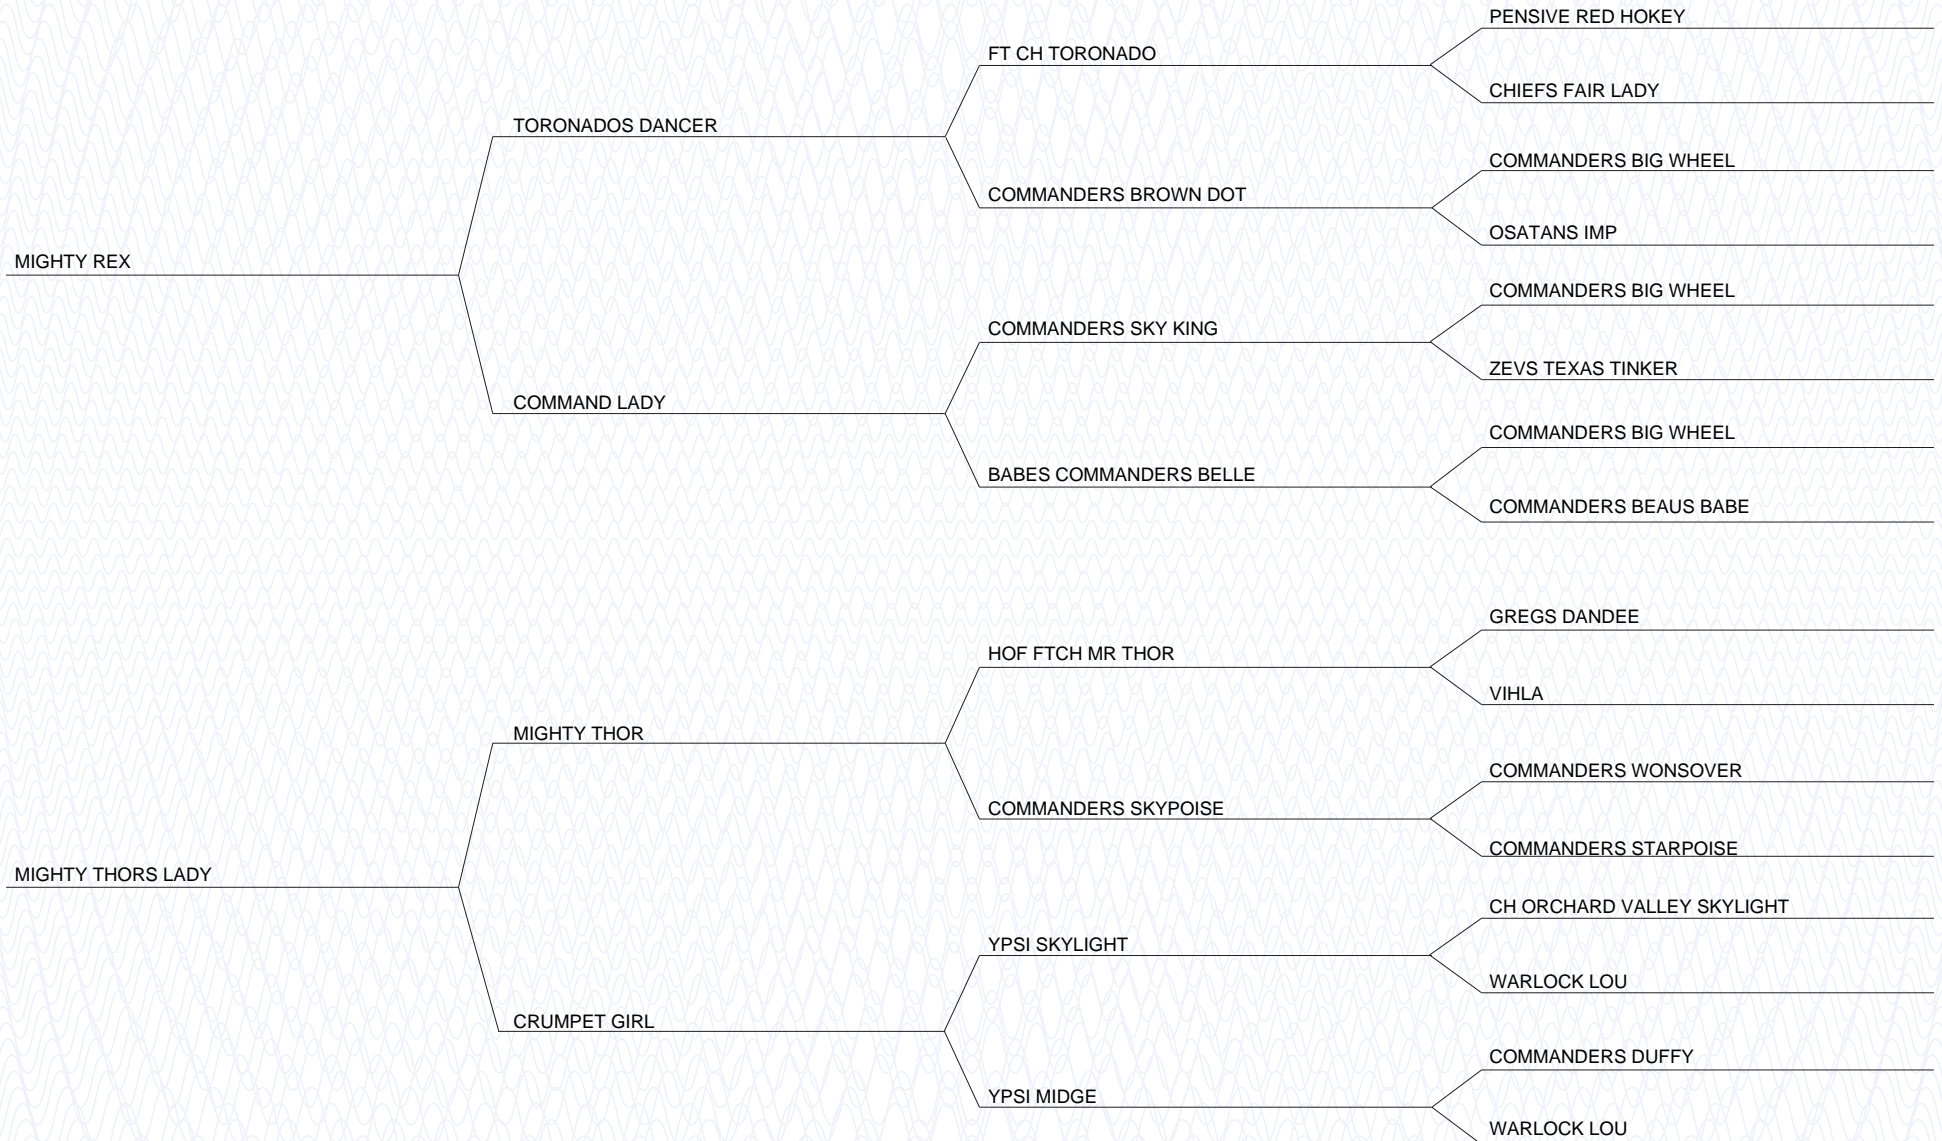 PENSIVE RED HOKEY
FT CH TORONADO
CHIEFS FAIR LADY
TORONADOS DANCER
COMMANDERS BIG WHEEL
COMMANDERS BROWN DOT
OSATANS IMP
MIGHTY REX
COMMANDERS BIG WHEEL
COMMANDERS SKY KING
ZEVS TEXAS TINKER
COMMAND LADY
COMMANDERS BIG WHEEL
BABES COMMANDERS BELLE
COMMANDERS BEAUS BABE
GREGS DANDEE
HOF FTCH MR THOR
VIHLA
MIGHTY THOR
COMMANDERS WONSOVER
COMMANDERS SKYPOISE
COMMANDERS STARPOISE
MIGHTY THORS LADY
CH ORCHARD VALLEY SKYLIGHT
YPSI SKYLIGHT
WARLOCK LOU
CRUMPET GIRL
COMMANDERS DUFFY
YPSI MIDGE
WARLOCK LOU